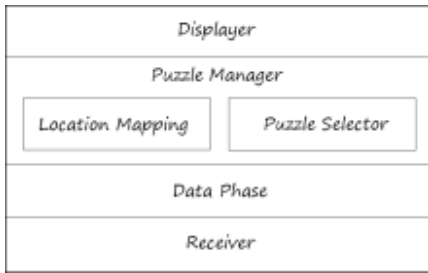 Displayer
Puzzle Manager
Location Mapping
Puzzle Selector
Data Phase
Receiver